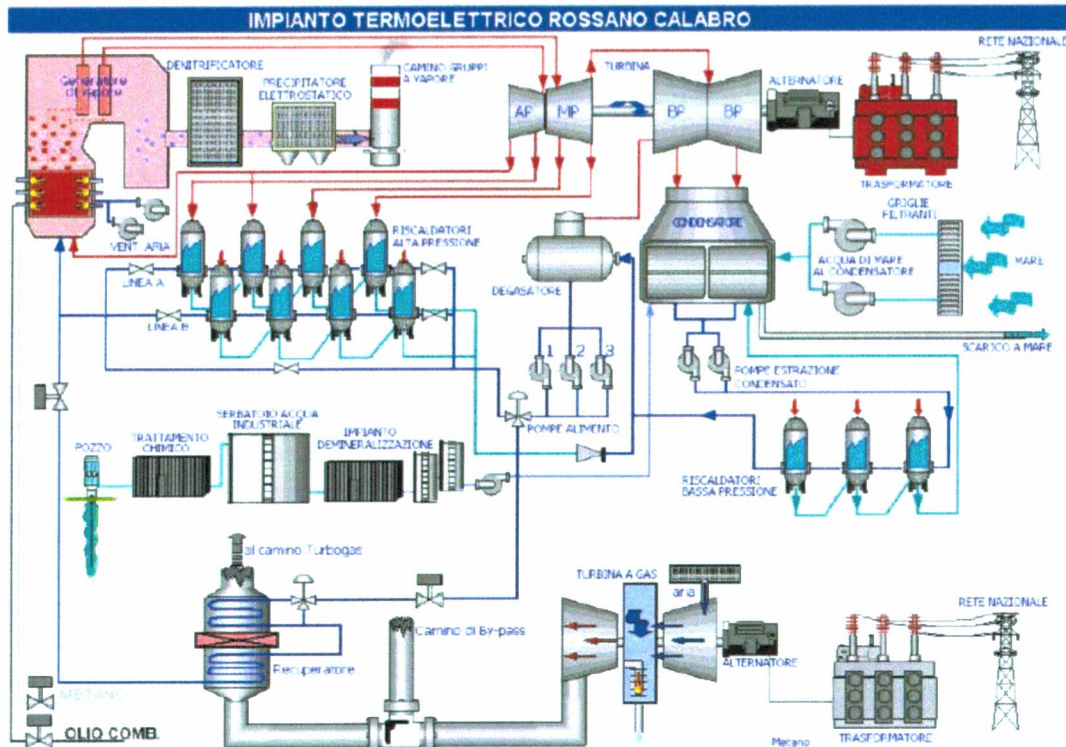 IMPIANTO TERMOELETTRICO ROSSANO CALABRO
Generatore
di vapore
DENITRIFICATORE
PRECIPITATORE
ELETTROSTATICO
CAMINO GRUPPI
A VAPORE
TURBINA
AP
MP
BP
BP
ALTERNATORE
RETE NAZIONALE
TRASFORMATORE
VENT. ARIA
RISCALDATORI
ALTA PRESSIONE
LINEA A
LINEA B
DEGASATORE
CONDENSATORE
GRIGLIE
FILTRANTI
ACQUA DI MARE
AL CONDENSATORE
MARE
SCARICO A MARE
1
2
3
POMPE ESTRAZIONE
CONDENSATO
POMPE ALIMENTO
POZZO
TRATTAMENTO
CHIMICO
SERBATOIO ACQUA
INDUSTRIALE
IMPIANTO
DEMINERALIZZAZIONE
RISCALDATORI
BASSA PRESSIONE
al camino Turbogas
Recuperatore
Camino di By-pass
TURBINA A GAS
aria
ALTERNATORE
RETE NAZIONALE
TRASFORMATORE
METANO
OLIO COMB.
Mecano